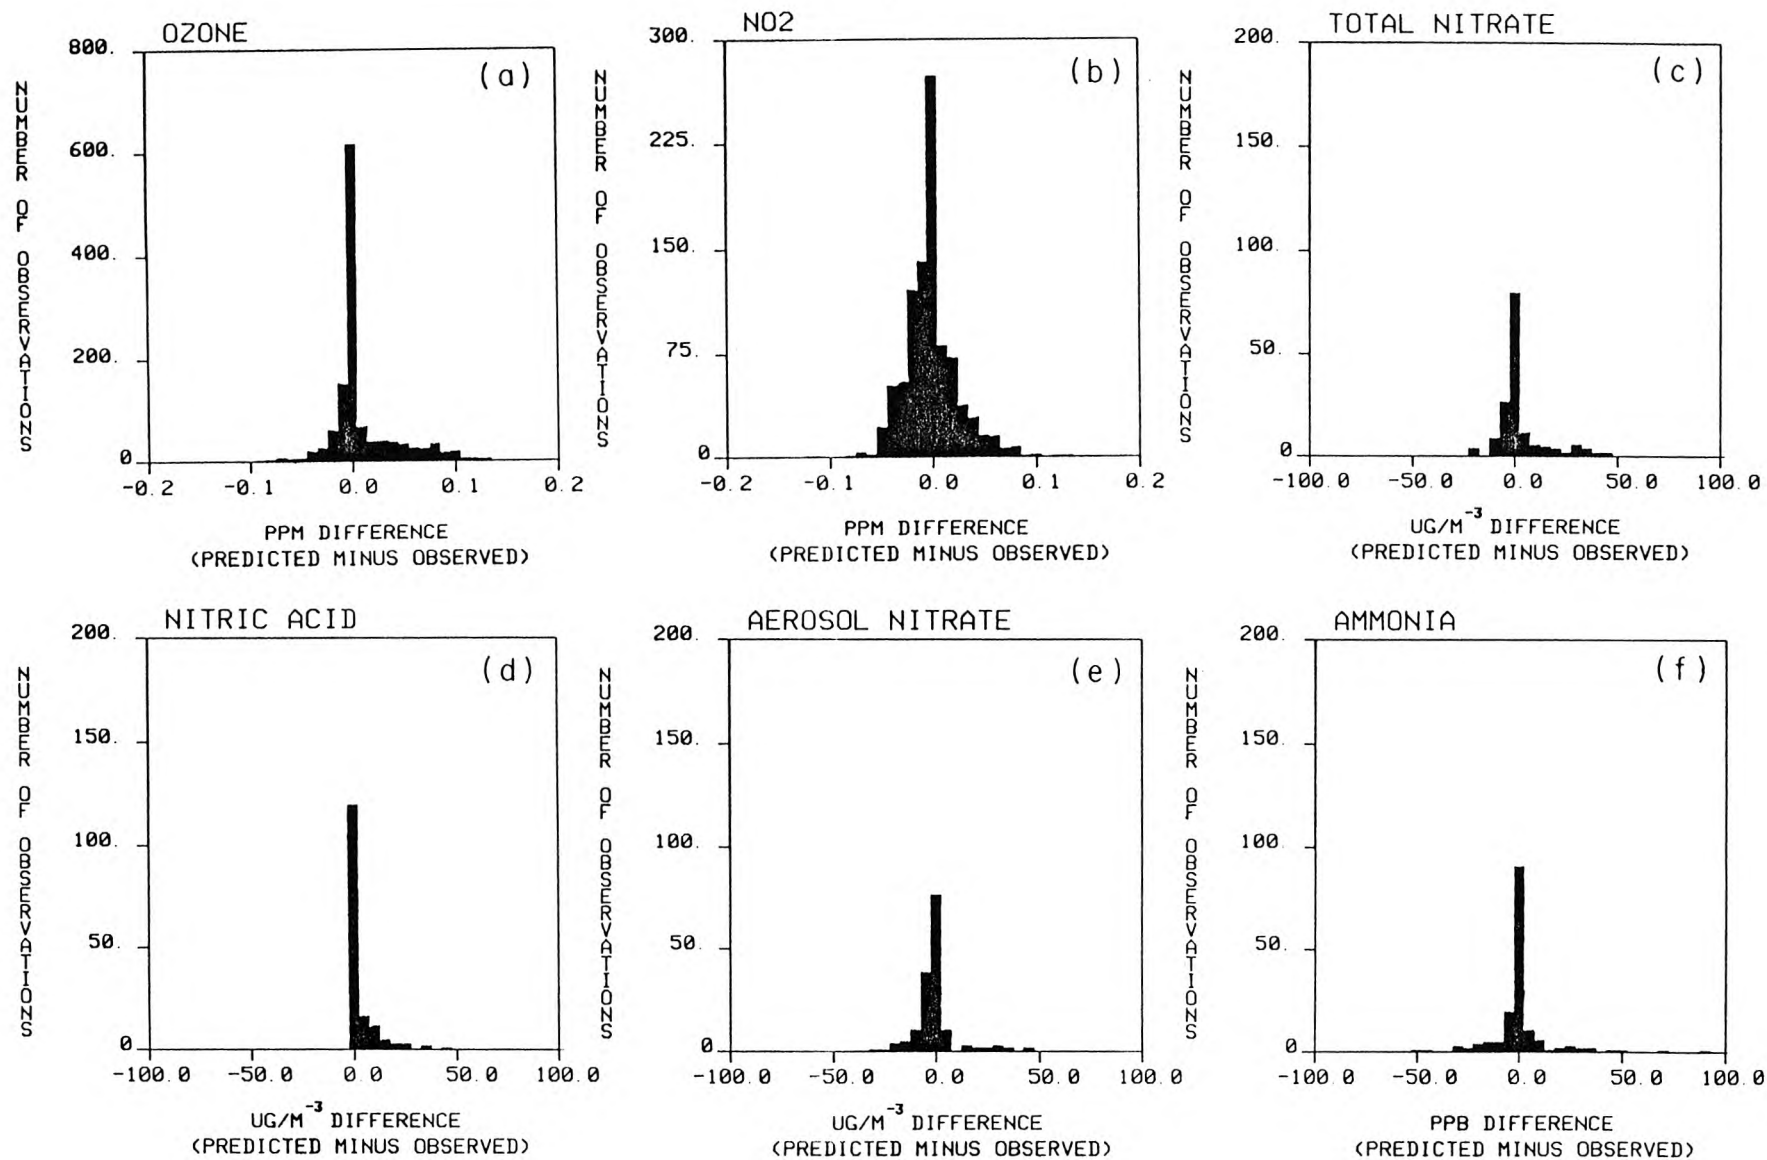 OZONE
(a)
NUMBER OF OBSERVATIONS
800.
600.
400.
200.
0.
-0.2 -0.1 0.0 0.1 0.2
PPM DIFFERENCE
(PREDICTED MINUS OBSERVED)
NO2
(b)
NUMBER OF OBSERVATIONS
300.
225.
150.
75.
0.
-0.2 -0.1 0.0 0.1 0.2
PPM DIFFERENCE
(PREDICTED MINUS OBSERVED)
TOTAL NITRATE
(c)
NUMBER OF OBSERVATIONS
200.
150.
100.
50.
0.
-100.0 -50.0 0.0 50.0 100.0
UG/M⁻³ DIFFERENCE
(PREDICTED MINUS OBSERVED)
NITRIC ACID
(d)
NUMBER OF OBSERVATIONS
200.
150.
100.
50.
0.
-100.0 -50.0 0.0 50.0 100.0
UG/M⁻³ DIFFERENCE
(PREDICTED MINUS OBSERVED)
AEROSOL NITRATE
(e)
NUMBER OF OBSERVATIONS
200.
150.
100.
50.
0.
-100.0 -50.0 0.0 50.0 100.0
UG/M⁻³ DIFFERENCE
(PREDICTED MINUS OBSERVED)
AMMONIA
(f)
NUMBER OF OBSERVATIONS
200.
150.
100.
50.
0.
-100.0 -50.0 0.0 50.0 100.0
PPB DIFFERENCE
(PREDICTED MINUS OBSERVED)